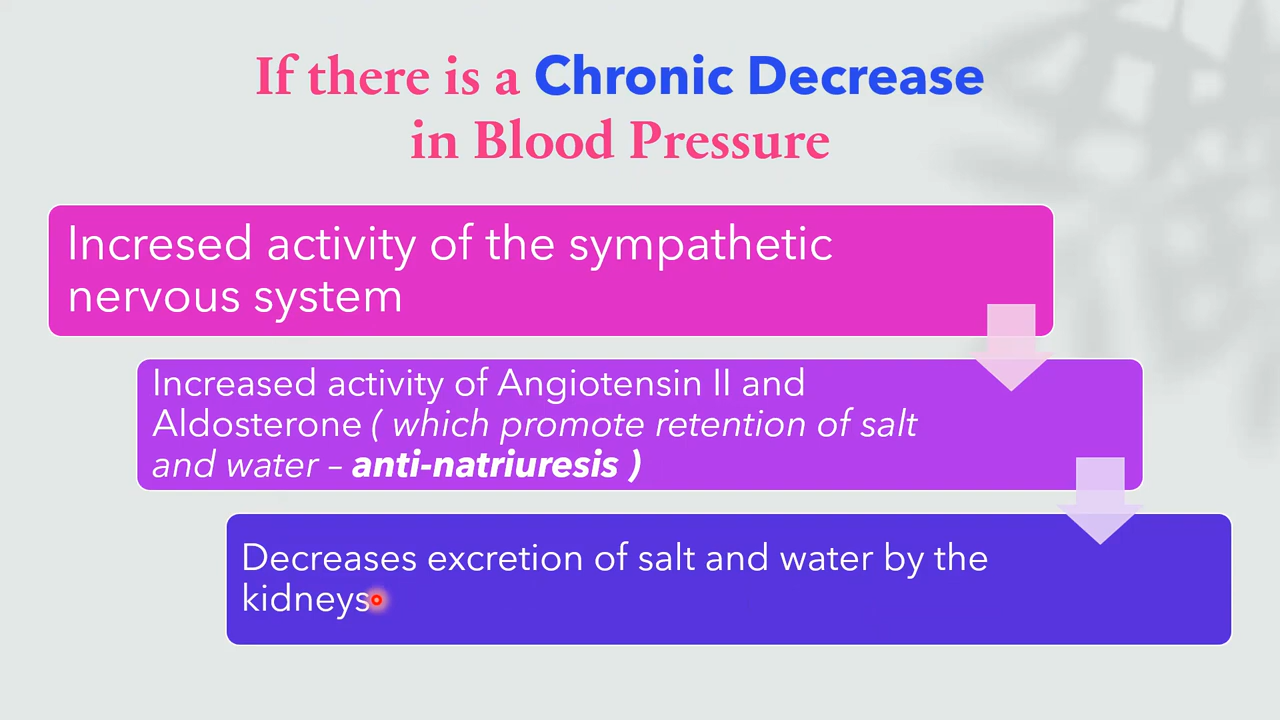 If there is a Chronic Decrease
in Blood Pressure
Incresed activity of the sympathetic
nervous system
Increased activity of Angiotensin II and
Aldosterone ( which promote retention of salt
and water – anti-natriuresis )
Decreases excretion of salt and water by the
kidneys